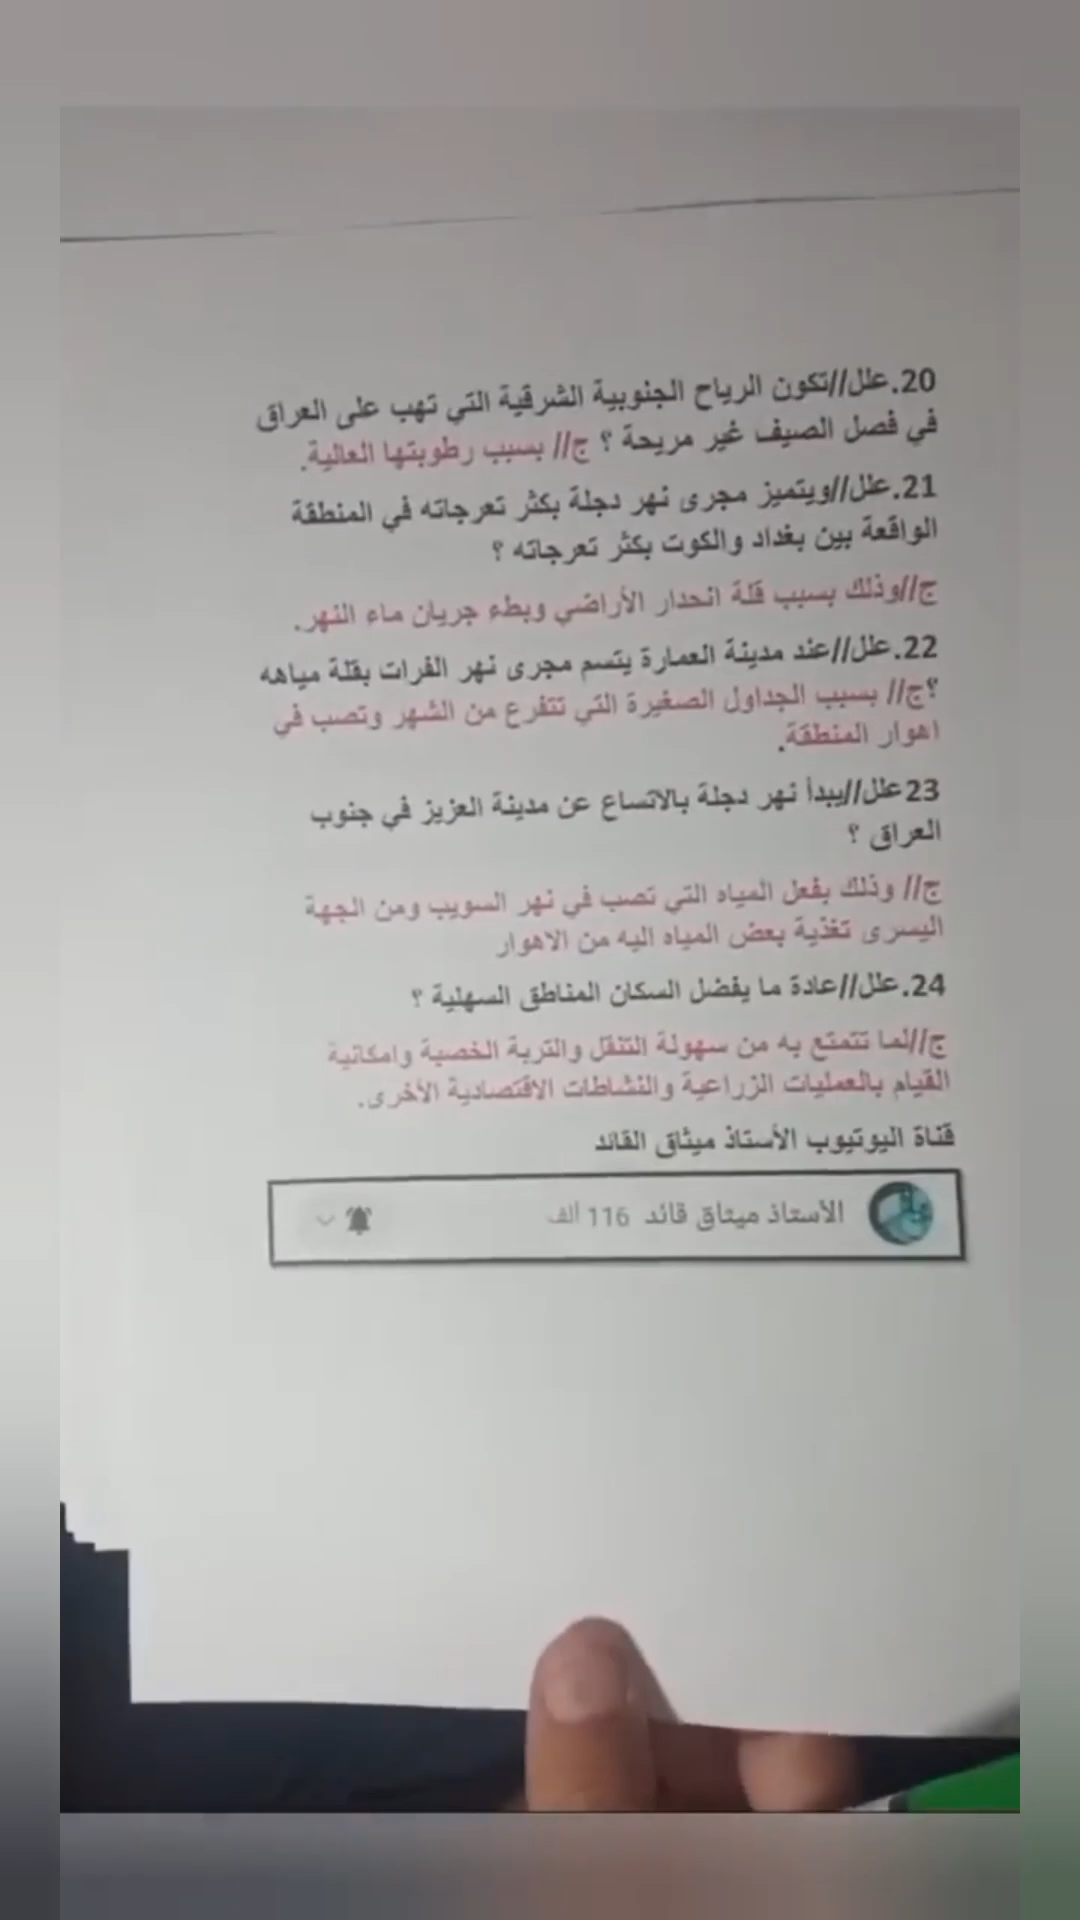 20.علل//تكون الرياح الجنوبية الشرقية التي تهب على العراق
في فصل الصيف غير مريحة ؟ ج// بسبب رطوبتها العالية.
21.علل//ويتميز مجرى نهر دجلة بكثر تعرجاته في المنطقة
الواقعة بين بغداد والكوت بكثر تعرجاته ؟
ج//وذلك بسبب قلة انحدار الأراضي وبطء جريان ماء النهر.
22.علل//عند مدينة العمارة يتسم مجرى نهر الفرات بقلة مياهه
؟ج// بسبب الجداول الصغيرة التي تتفرع من الشهر وتصب في
اهوار المنطقة.
23علل//يبدأ نهر دجلة بالاتساع عن مدينة العزيز في جنوب
العراق ؟
ج// وذلك بفعل المياه التي تصب في نهر السويب ومن الجهة
اليسرى تغذية بعض المياه اليه من الاهوار
24.علل//عادة ما يفضل السكان المناطق السهلية ؟
ج//لما تتمتع به من سهولة التنقل والتربة الخصبة وامكانية
القيام بالعمليات الزراعية والنشاطات الاقتصادية الأخرى.
قناة اليوتيوب الأستاذ ميثاق القائد
الأستاذ ميثاق قائد 116 ألف